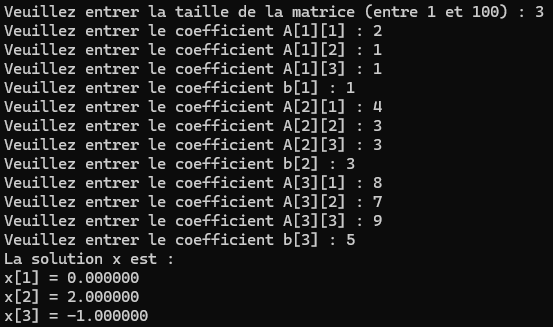 Veuillez entrer la taille de la matrice (entre 1 et 100) : 3
Veuillez entrer le coefficient A[1][1] : 2
Veuillez entrer le coefficient A[1][2] : 1
Veuillez entrer le coefficient A[1][3] : 1
Veuillez entrer le coefficient b[1] : 1
Veuillez entrer le coefficient A[2][1] : 4
Veuillez entrer le coefficient A[2][2] : 3
Veuillez entrer le coefficient A[2][3] : 3
Veuillez entrer le coefficient b[2] : 3
Veuillez entrer le coefficient A[3][1] : 8
Veuillez entrer le coefficient A[3][2] : 7
Veuillez entrer le coefficient A[3][3] : 9
Veuillez entrer le coefficient b[3] : 5
La solution x est :
x[1] = 0.000000
x[2] = 2.000000
x[3] = -1.000000